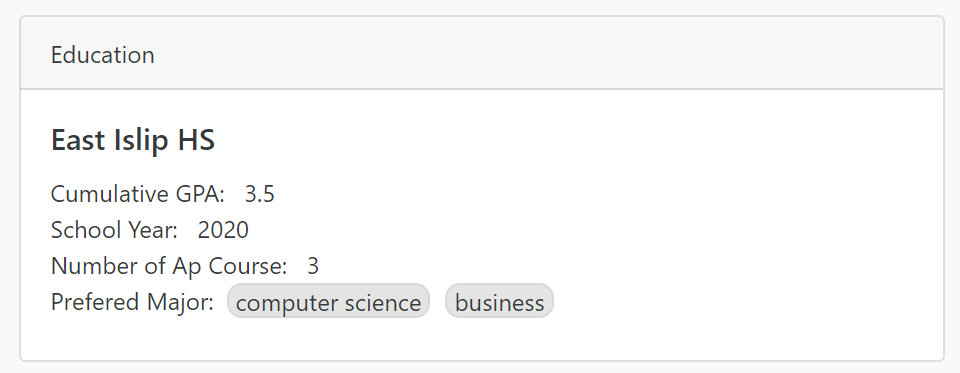 Education
East Islip HS
Cumulative GPA: 3.5
School Year: 2020
Number of Ap Course: 3
Prefered Major: computer science business